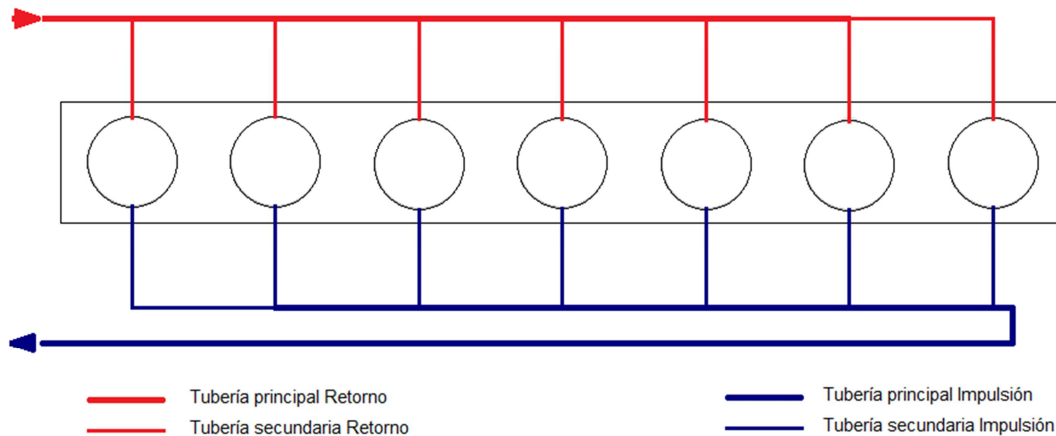 Tubería principal Retorno
Tubería secundaria Retorno
Tubería principal Impulsión
Tubería secundaria Impulsión